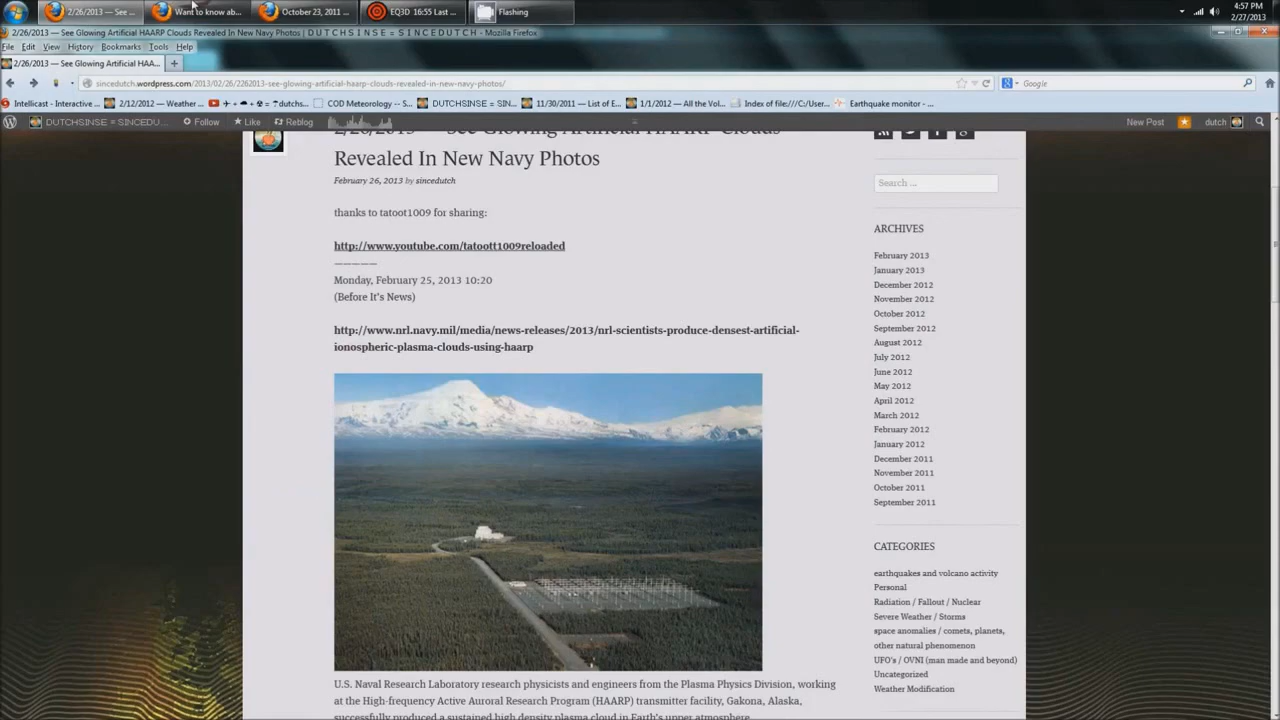 2/26/2013 — See ...
Want to know ab...
October 23, 2011 ...
EQ3D 16:55 Last ...
Flashing
4:57 PM
2/27/2013
2/26/2013 — See Glowing Artificial HAARP Clouds Revealed In New Navy Photos | D U T C H S I N S E = S I N C E D U T C H - Mozilla Firefox
File Edit View History Bookmarks Tools Help
2/26/2013 — See Glowing Artificial HAA...
sincedutch.wordpress.com/2013/02/26/2262013-see-glowing-artificial-haarp-clouds-revealed-in-new-navy-photos/
Google
Intellicast - Interactive ...
2/12/2012 — Weather ...
dutchs...
COD Meteorology -- S...
DUTCHSINSE = SIN...
11/30/2011 — List of E...
1/1/2012 — All the Vol...
Index of file:///C:/User...
Earthquake monitor - ...
DUTCHSINSE = SINCEDU...
Follow
Like
Reblog
New Post
dutch
2/26/2013 — See Glowing Artificial HAARP Clouds
Revealed In New Navy Photos
February 26, 2013 by sincedutch
thanks to tatoot1009 for sharing:
http://www.youtube.com/tatoott1009reloaded
—————
Monday, February 25, 2013 10:20
(Before It's News)
http://www.nrl.navy.mil/media/news-releases/2013/nrl-scientists-produce-densest-artificial-
ionospheric-plasma-clouds-using-haarp
U.S. Naval Research Laboratory research physicists and engineers from the Plasma Physics Division, working
at the High-frequency Active Auroral Research Program (HAARP) transmitter facility, Gakona, Alaska,
successfully produced a sustained high density plasma cloud in Earth's upper atmosphere.
Search ...
ARCHIVES
February 2013
January 2013
December 2012
November 2012
October 2012
September 2012
August 2012
July 2012
June 2012
May 2012
April 2012
March 2012
February 2012
January 2012
December 2011
November 2011
October 2011
September 2011
CATEGORIES
earthquakes and volcano activity
Personal
Radiation / Fallout / Nuclear
Severe Weather / Storms
space anomalies / comets, planets,
other natural phenomenon
UFO's / OVNI (man made and beyond)
Uncategorized
Weather Modification